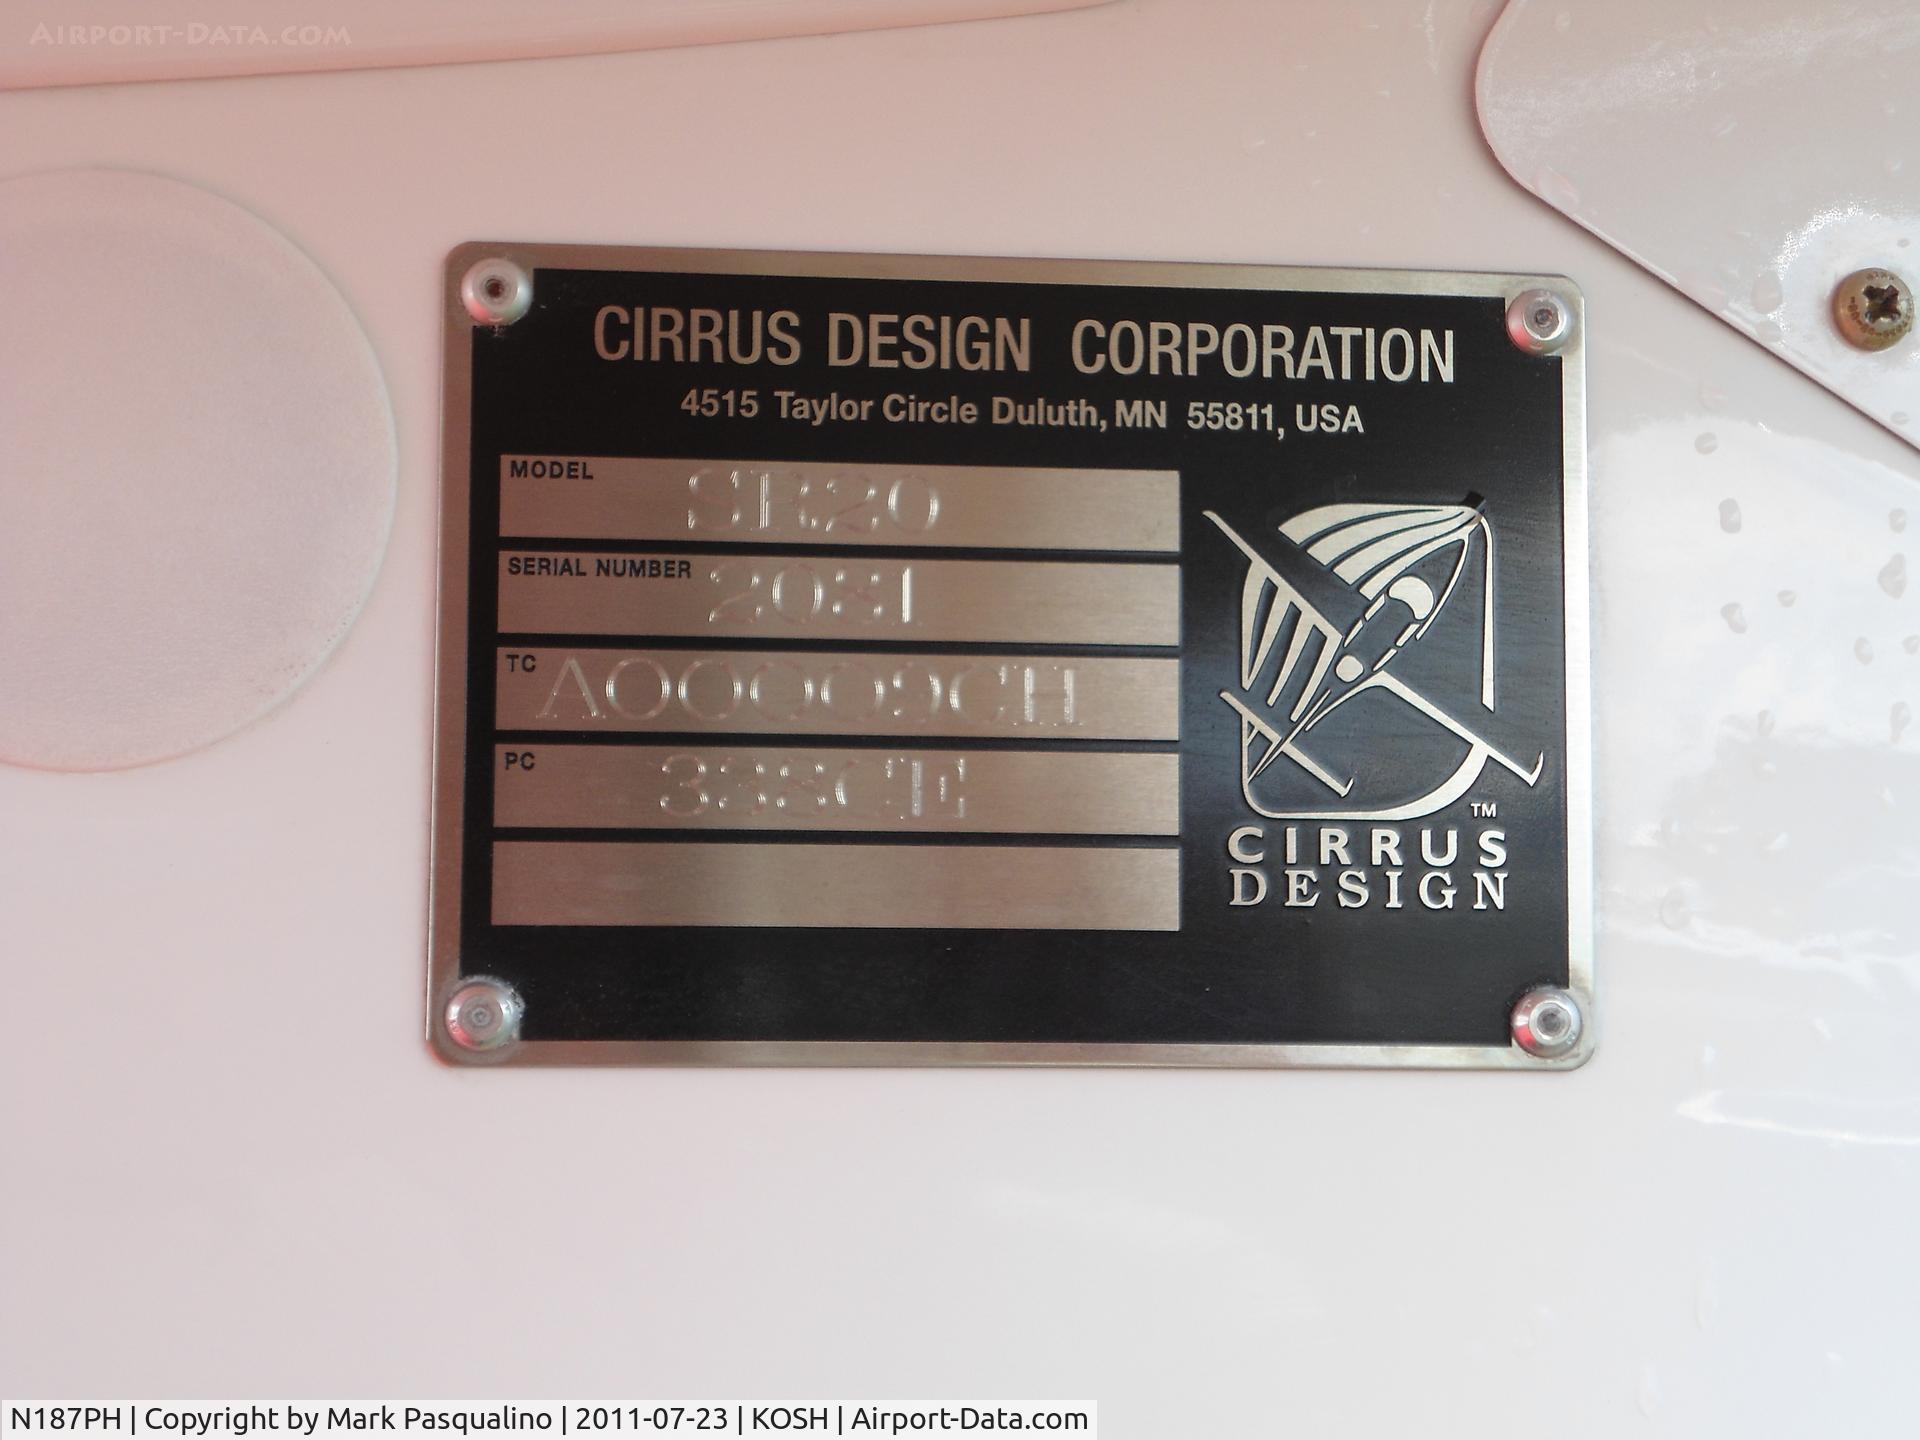 AIRPORT-DATA.COM
CIRRUS DESIGN CORPORATION
4515 Taylor Circle Duluth, MN 55811, USA
MODEL SR20
SERIAL NUMBER 2081
TC A00009CH
PC 338CE
TM
CIRRUS
DESIGN
N187PH | Copyright by Mark Pasqualino | 2011-07-23 | KOSH | Airport-Data.com